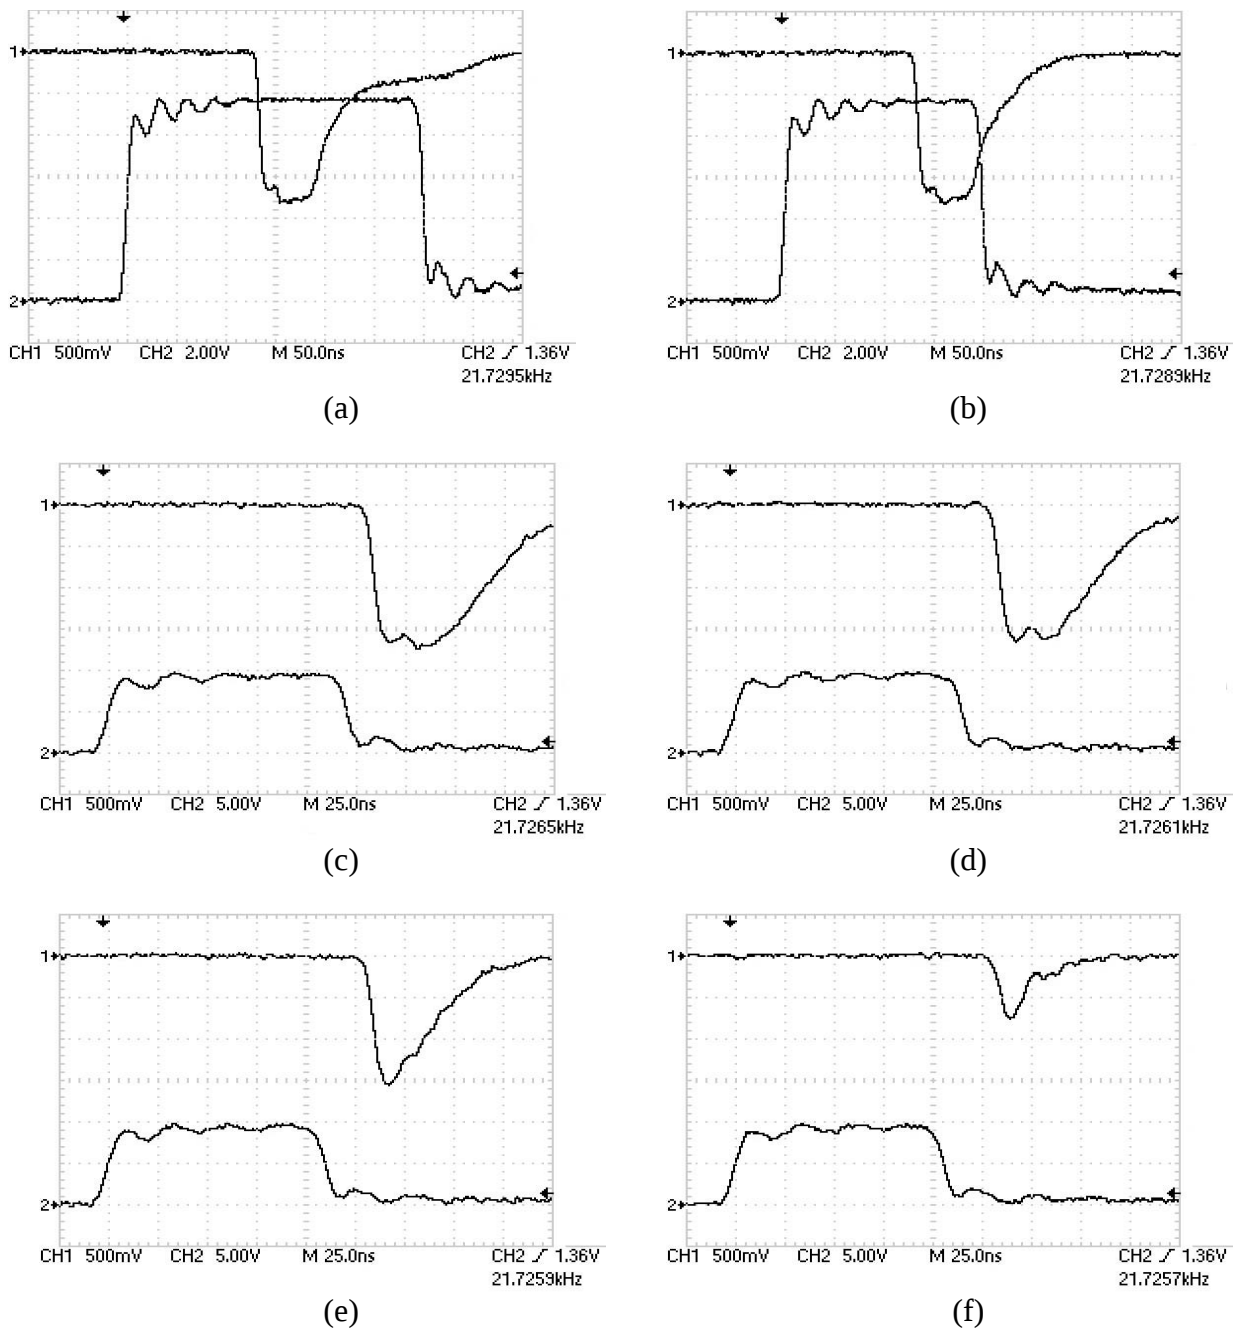 1
1
2
2
CH1 500mV CH2 2.00V M 50.0ns CH2 1.36V
21.7295kHz
CH1 500mV CH2 2.00V M 50.0ns CH2 1.36V
21.7289kHz
(a)
(b)
1
1
2
2
CH1 500mV CH2 5.00V M 25.0ns CH2 1.36V
21.7265kHz
CH1 500mV CH2 5.00V M 25.0ns CH2 1.36V
21.7261kHz
(c)
(d)
1
1
2
2
CH1 500mV CH2 5.00V M 25.0ns CH2 1.36V
21.7259kHz
CH1 500mV CH2 5.00V M 25.0ns CH2 1.36V
21.7257kHz
(e)
(f)